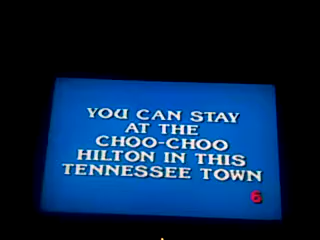 YOU CAN STAY
AT THE
CHOO-CHOO
HILTON IN THIS
TENNESSEE TOWN
6